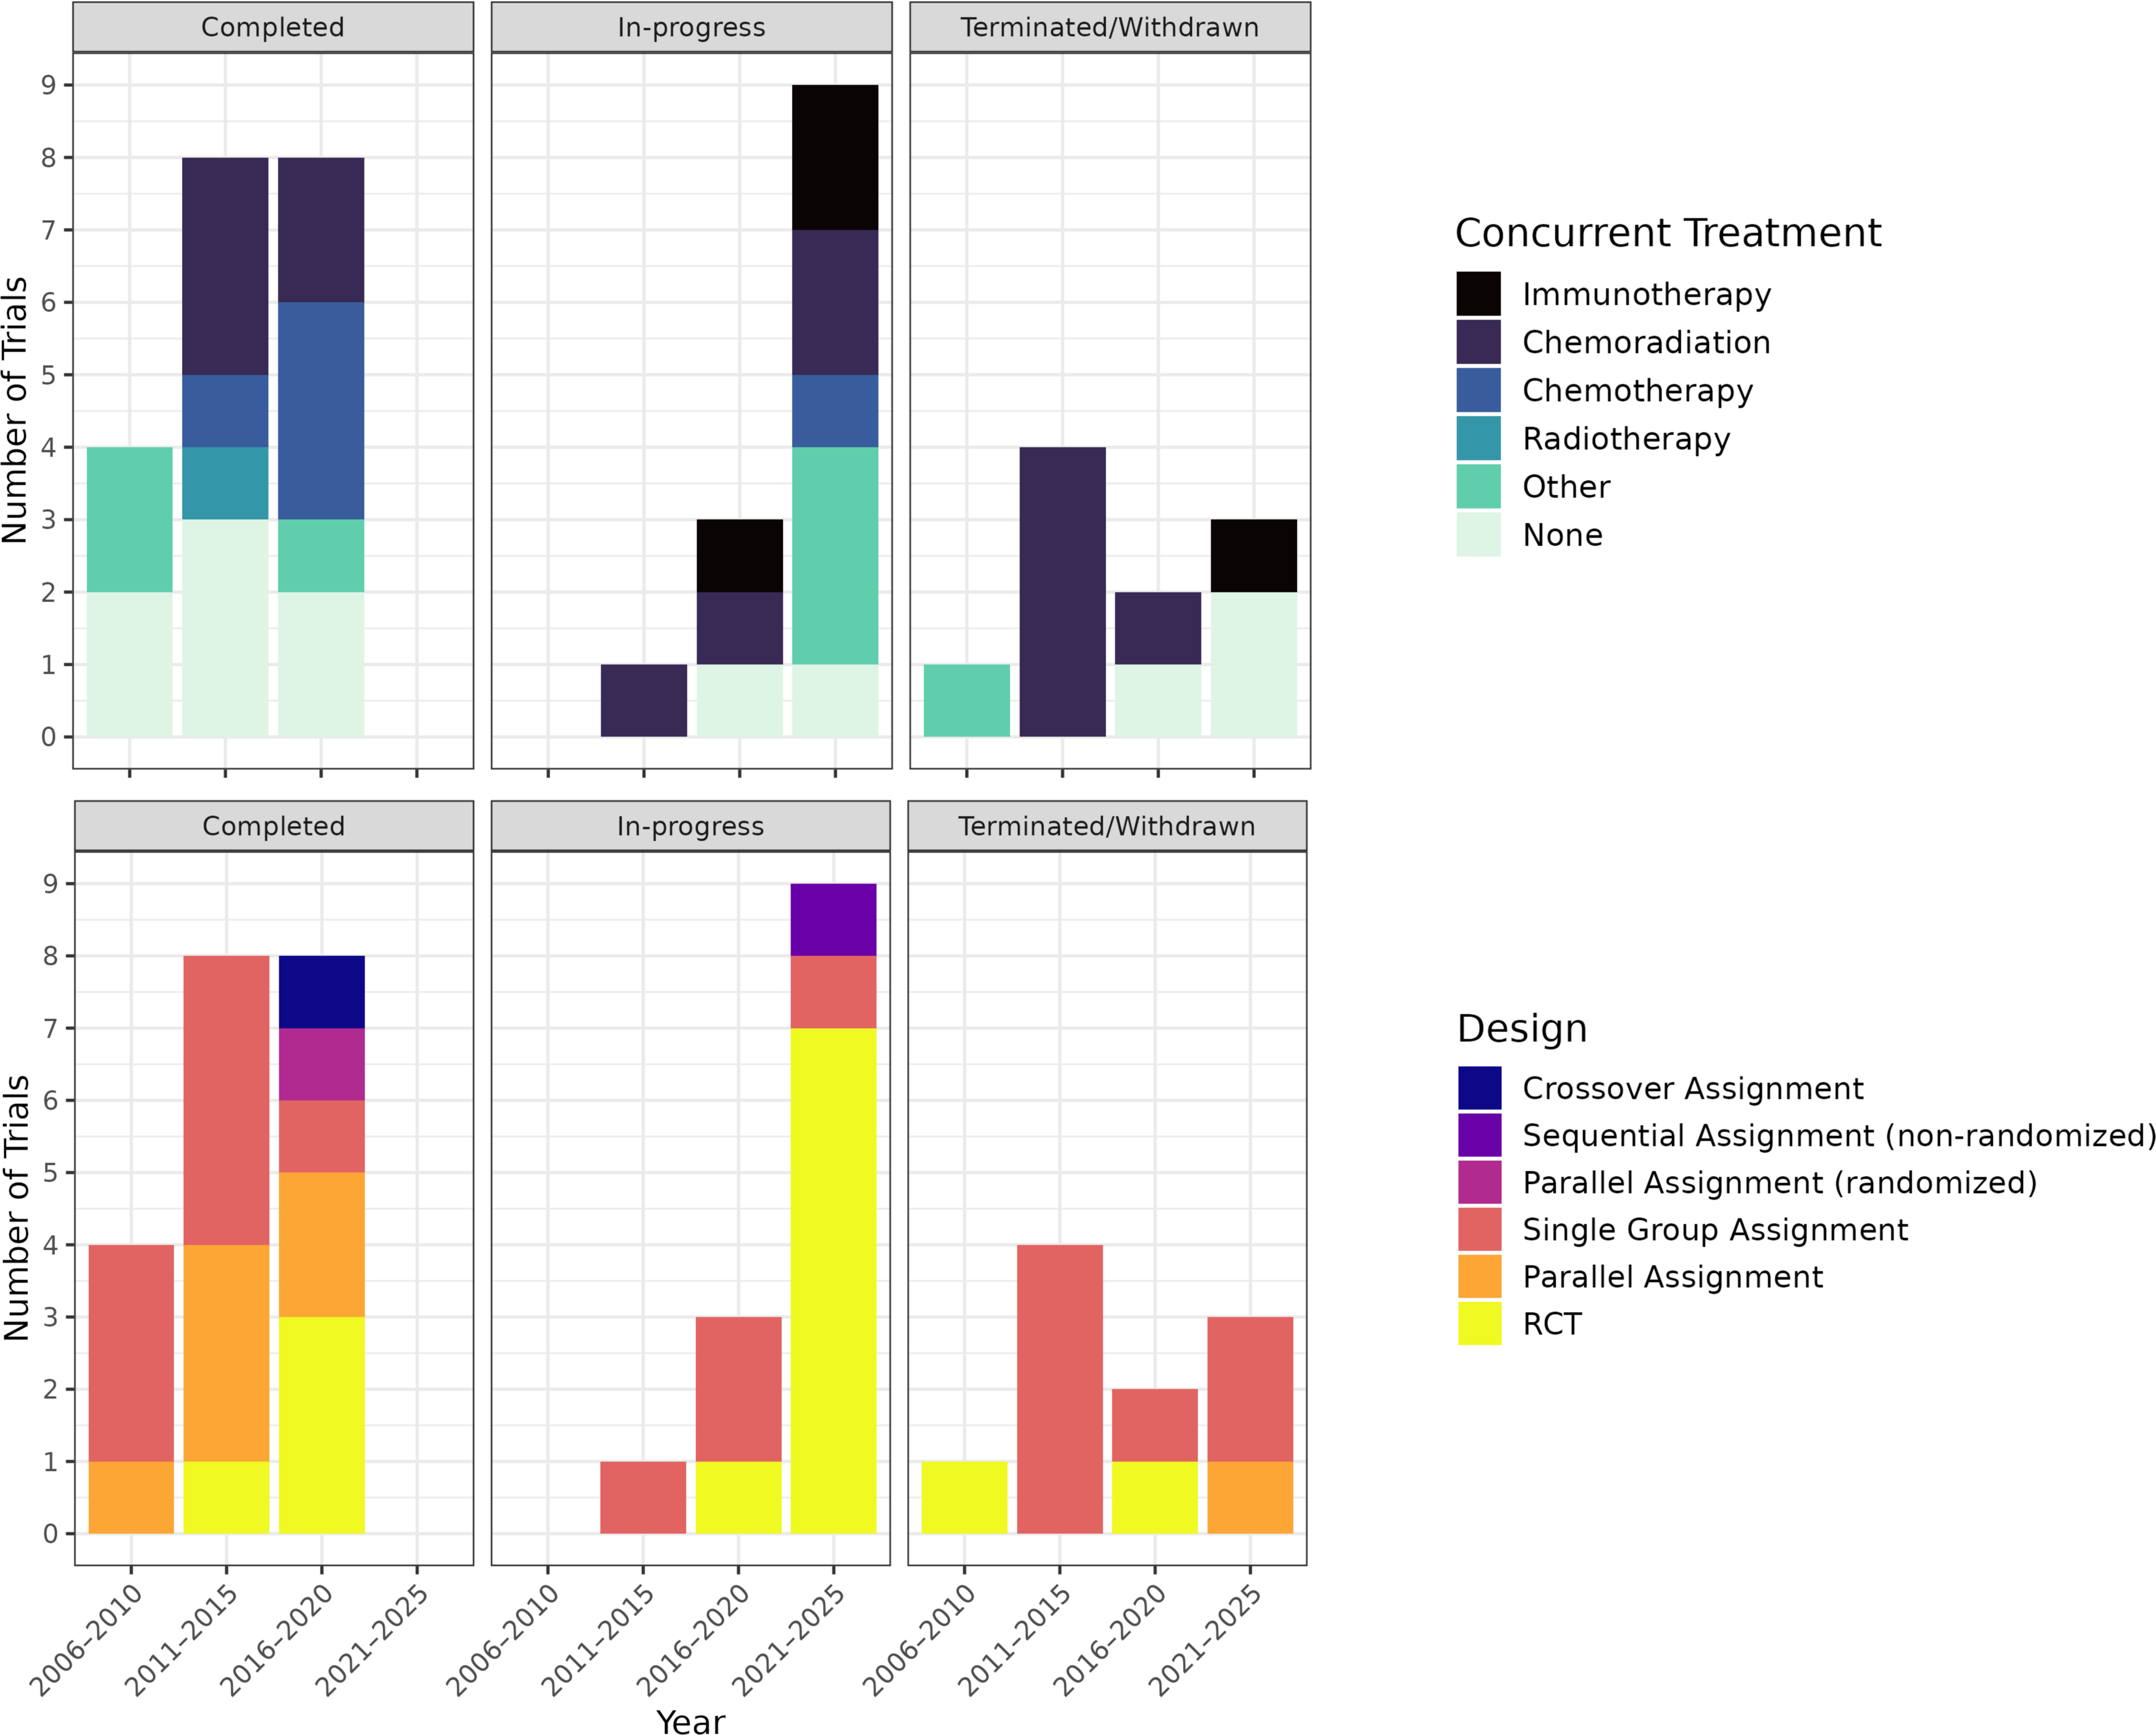 Completed
In-progress
Terminated/Withdrawn
Number of Trials
9
8
7
6
5
4
3
2
1
0
Concurrent Treatment
Immunotherapy
Chemoradiation
Chemotherapy
Radiotherapy
Other
None
Completed
In-progress
Terminated/Withdrawn
Number of Trials
9
8
7
6
5
4
3
2
1
0
2006-2010
2011-2015
2016-2020
2021-2025
2006-2010
2011-2015
2016-2020
2021-2025
2006-2010
2011-2015
2016-2020
2021-2025
Year
Design
Crossover Assignment
Sequential Assignment (non-randomized)
Parallel Assignment (randomized)
Single Group Assignment
Parallel Assignment
RCT